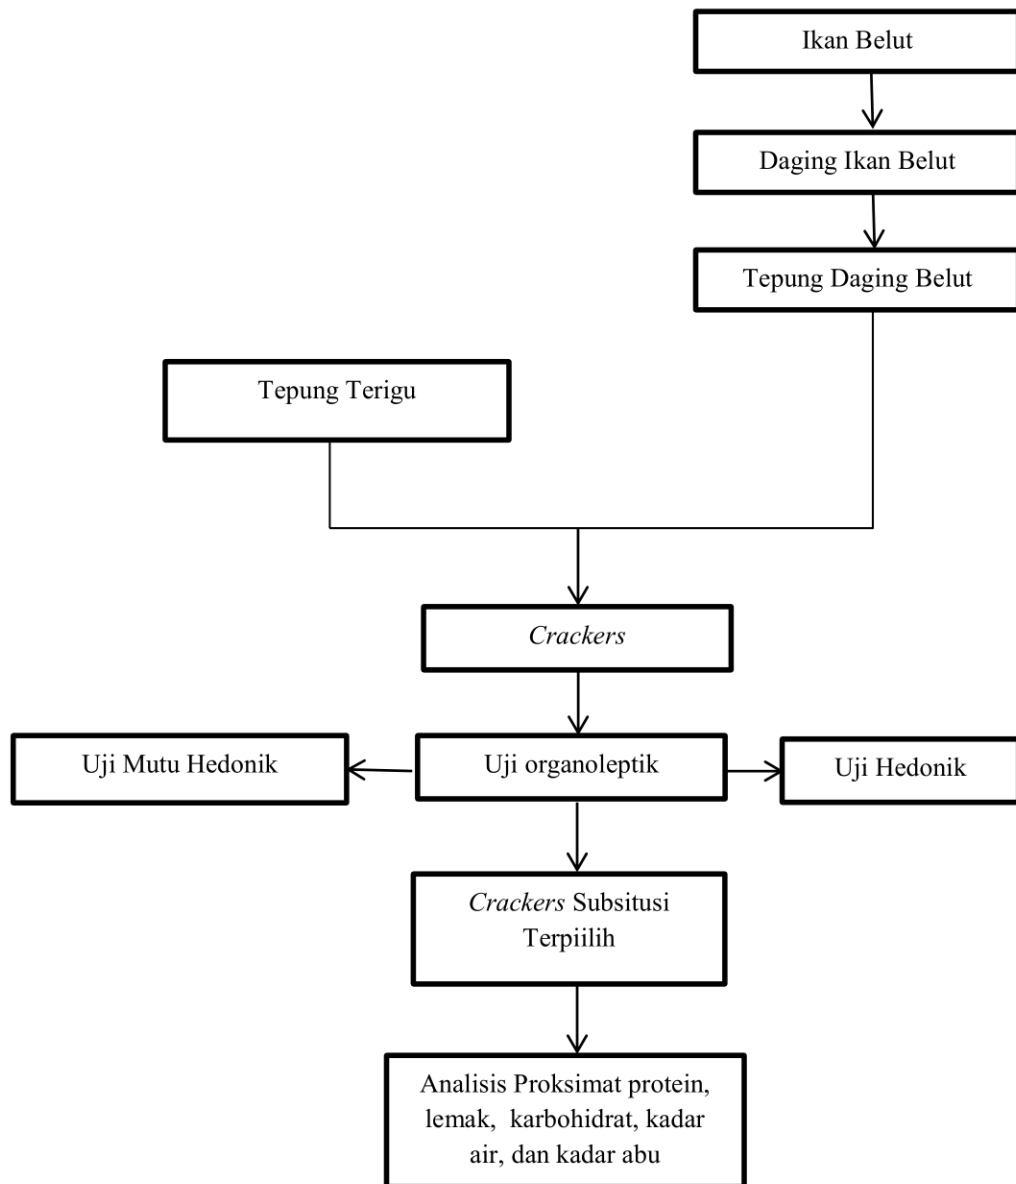 Ikan Belut
Daging Ikan Belut
Tepung Daging Belut
Tepung Terigu
Crackers
Uji Mutu Hedonik
Uji organoleptik
Uji Hedonik
Crackers Subsitusi
Terpiilih
Analisis Proksimat protein,
lemak, karbohidrat, kadar
air, dan kadar abu